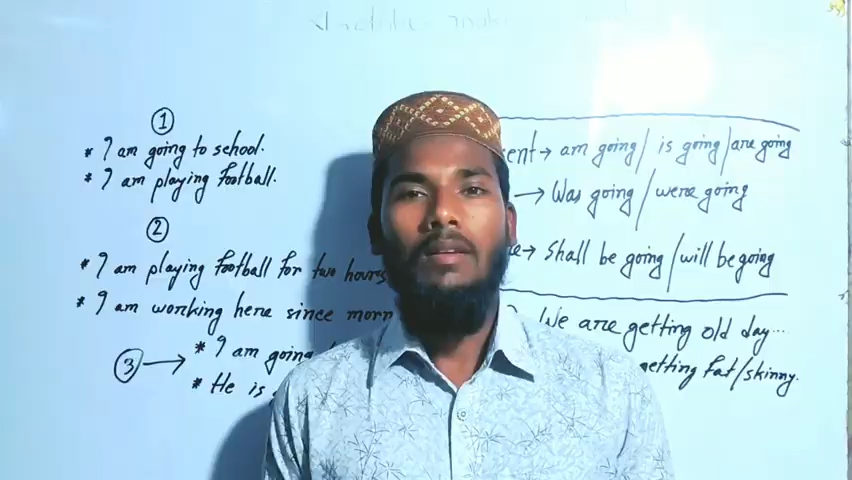 ①
* I am going to school.
* I am playing football.
②
* I am playing football for two hours
* I am working here since morn
③ → * I am going
* He is
ent → am going / is going / are going
→ Was going / were going
e → Shall be going / will be going
We are getting old day...
getting fat/skinny.